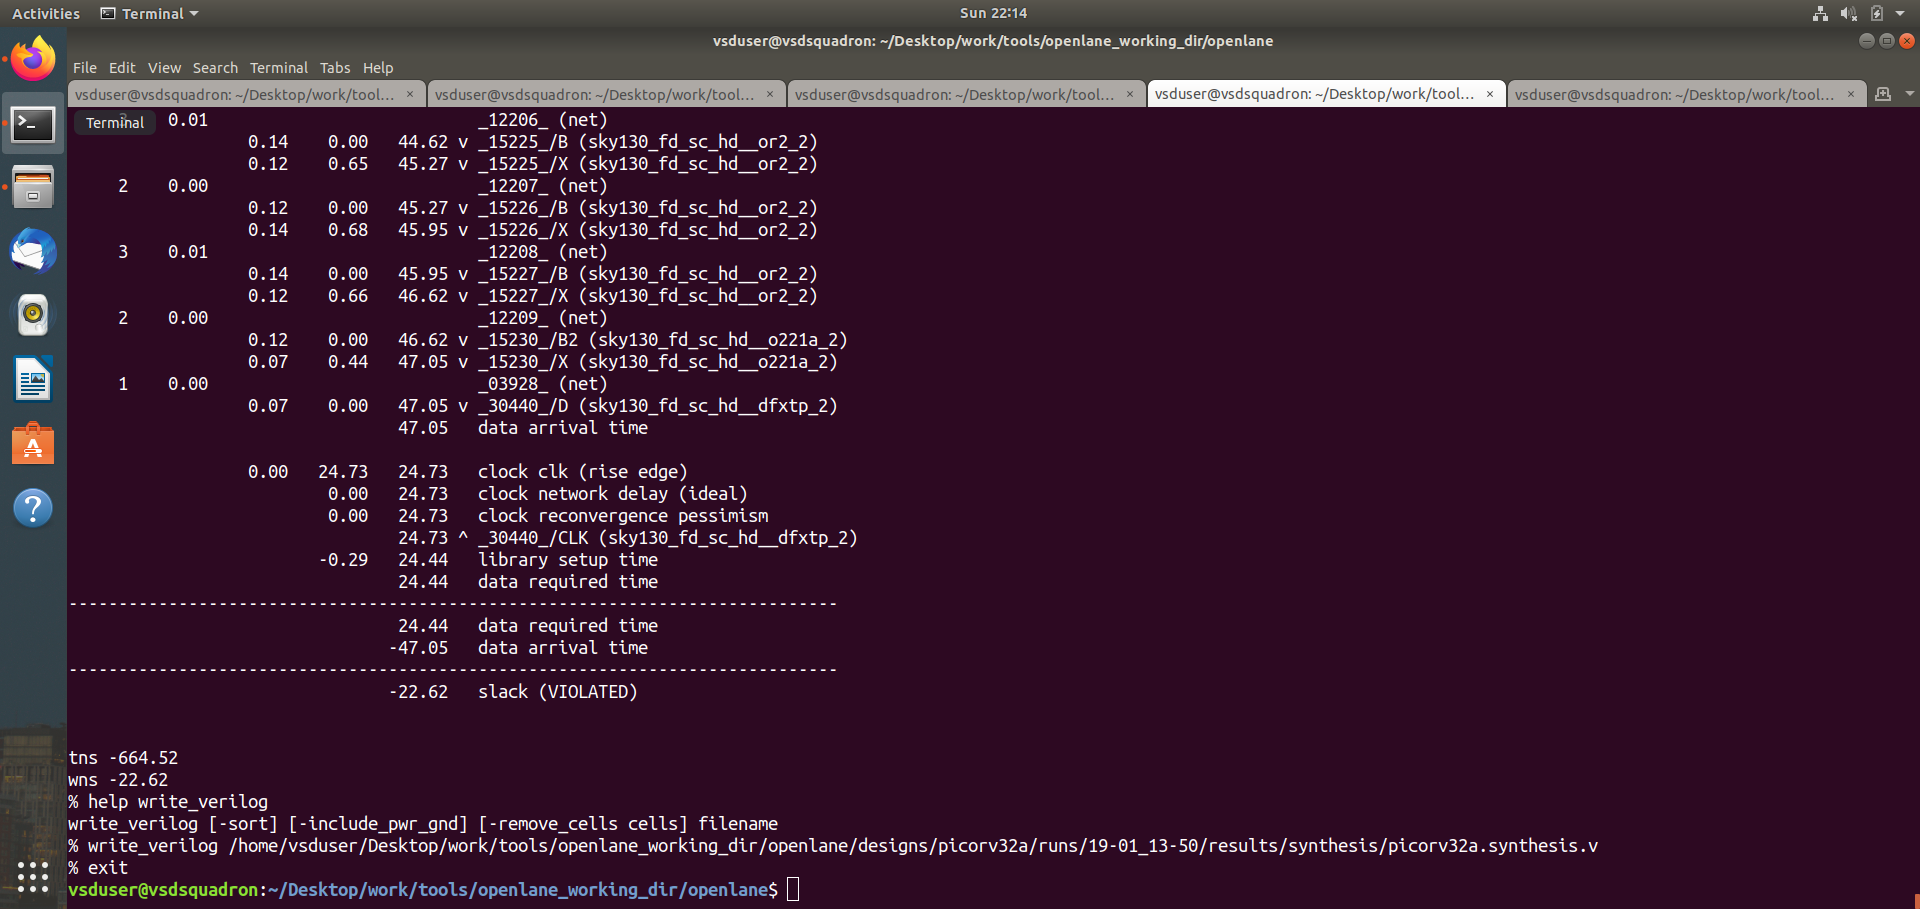 Activities Terminal Sun 22:14
vsduser@vsdsquadron: ~/Desktop/work/tools/openlane_working_dir/openlane
File Edit View Search Terminal Tabs Help
vsduser@vsdsquadron: ~/Desktop/work/tool... × vsduser@vsdsquadron: ~/Desktop/work/tool... × vsduser@vsdsquadron: ~/Desktop/work/tool... × vsduser@vsdsquadron: ~/Desktop/work/tool... × vsduser@vsdsquadron: ~/Desktop/work/tool... ×
Terminal
0.01 _12206_ (net)
0.14 0.00 44.62 v _15225_/B (sky130_fd_sc_hd__or2_2)
0.12 0.65 45.27 v _15225_/X (sky130_fd_sc_hd__or2_2)
2 0.00 _12207_ (net)
0.12 0.00 45.27 v _15226_/B (sky130_fd_sc_hd__or2_2)
0.14 0.68 45.95 v _15226_/X (sky130_fd_sc_hd__or2_2)
3 0.01 _12208_ (net)
0.14 0.00 45.95 v _15227_/B (sky130_fd_sc_hd__or2_2)
0.12 0.66 46.62 v _15227_/X (sky130_fd_sc_hd__or2_2)
2 0.00 _12209_ (net)
0.12 0.00 46.62 v _15230_/B2 (sky130_fd_sc_hd__o221a_2)
0.07 0.44 47.05 v _15230_/X (sky130_fd_sc_hd__o221a_2)
1 0.00 _03928_ (net)
0.07 0.00 47.05 v _30440_/D (sky130_fd_sc_hd__dfxtp_2)
47.05 data arrival time
0.00 24.73 24.73 clock clk (rise edge)
0.00 24.73 clock network delay (ideal)
0.00 24.73 clock reconvergence pessimism
24.73 ^ _30440_/CLK (sky130_fd_sc_hd__dfxtp_2)
-0.29 24.44 library setup time
24.44 data required time
-----------------------------------------------------------------------------
24.44 data required time
-47.05 data arrival time
-----------------------------------------------------------------------------
-22.62 slack (VIOLATED)
tns -664.52
wns -22.62
% help write_verilog
write_verilog [-sort] [-include_pwr_gnd] [-remove_cells cells] filename
% write_verilog /home/vsduser/Desktop/work/tools/openlane_working_dir/openlane/designs/picorv32a/runs/19-01_13-50/results/synthesis/picorv32a.synthesis.v
% exit
vsduser@vsdsquadron:~/Desktop/work/tools/openlane_working_dir/openlane$